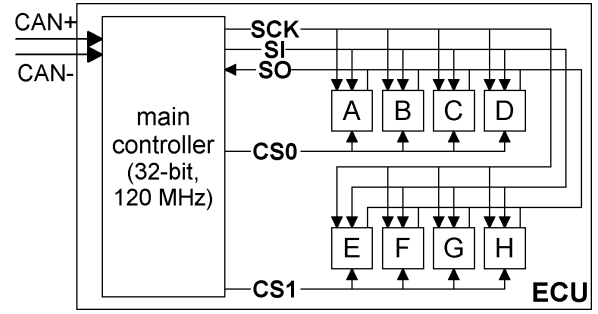 CAN+
CAN-
main
controller
(32-bit,
120 MHz)
SCK
SI
SO
CS0
A B C D
E F G H
CS1
ECU